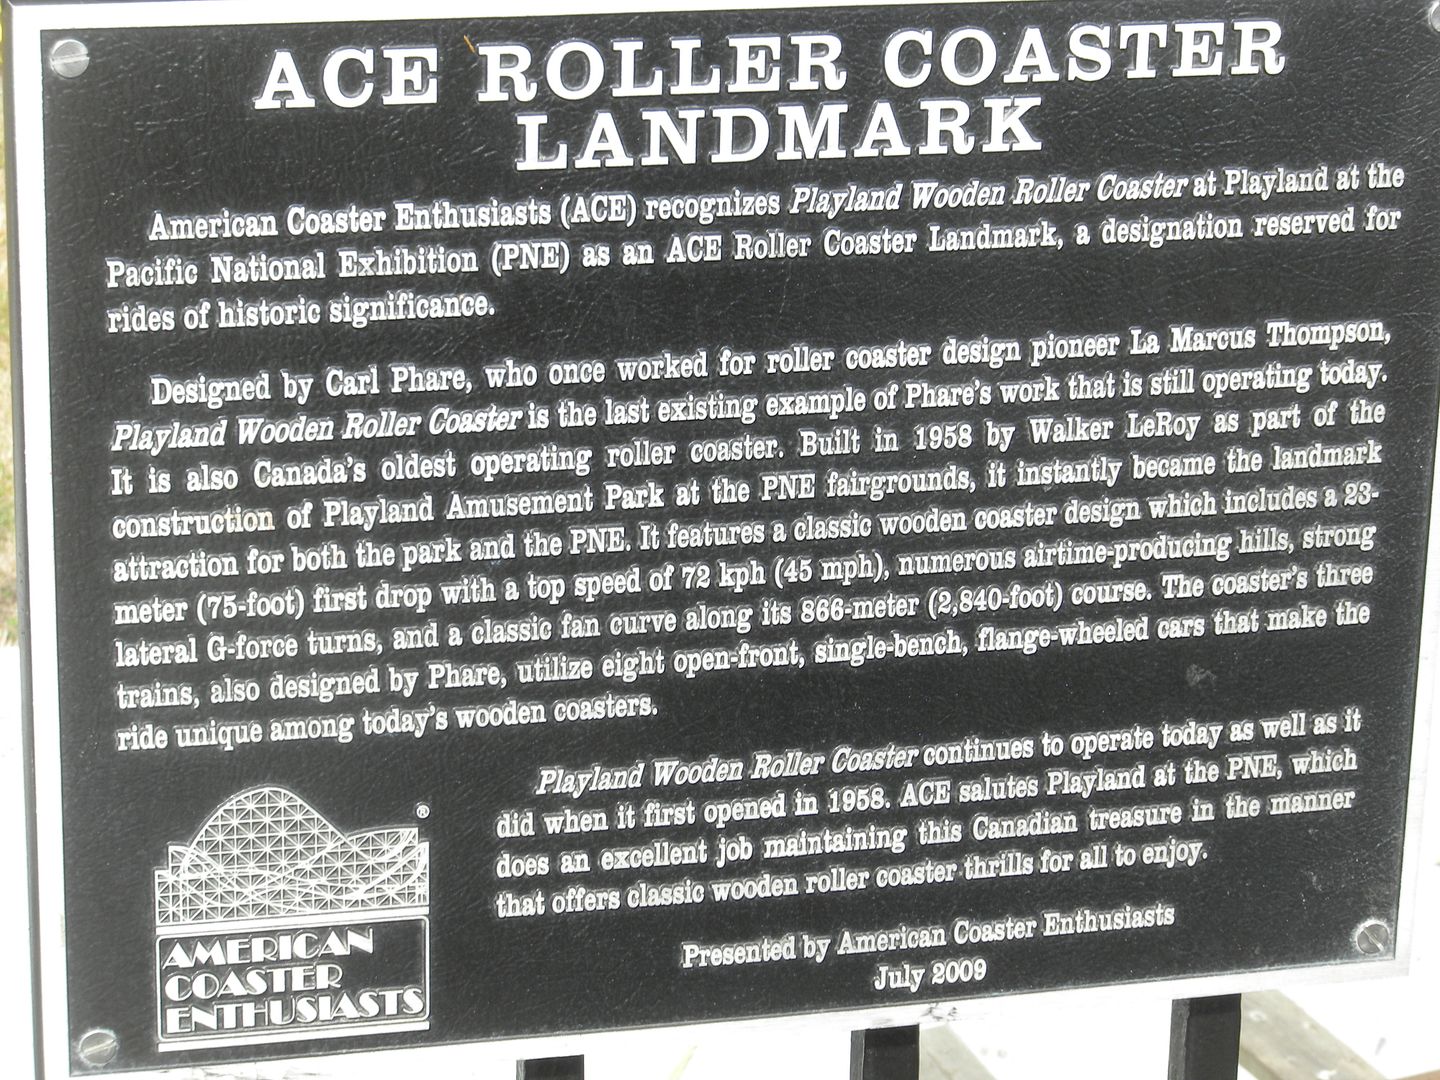 ACE ROLLER COASTER
LANDMARK
American Coaster Enthusiasts (ACE) recognizes Playland Wooden Roller Coaster at Playland at the
Pacific National Exhibition (PNE) as an ACE Roller Coaster Landmark, a designation reserved for
rides of historic significance.
Designed by Carl Phare, who once worked for roller coaster design pioneer La Marcus Thompson,
Playland Wooden Roller Coaster is the last existing example of Phare's work that is still operating today.
It is also Canada's oldest operating roller coaster. Built in 1958 by Walker LeRoy as part of the
construction of Playland Amusement Park at the PNE fairgrounds, it instantly became the landmark
attraction for both the park and the PNE. It features a classic wooden coaster design which includes a 23-
meter (75-foot) first drop with a top speed of 72 kph (45 mph), numerous airtime-producing hills, strong
lateral G-force turns, and a classic fan curve along its 866-meter (2,840-foot) course. The coaster's three
trains, also designed by Phare, utilize eight open-front, single-bench, flange-wheeled cars that make the
ride unique among today's wooden coasters.
Playland Wooden Roller Coaster continues to operate today as well as it
did when it first opened in 1958. ACE salutes Playland at the PNE, which
does an excellent job maintaining this Canadian treasure in the manner
that offers classic wooden roller coaster thrills for all to enjoy.
Presented by American Coaster Enthusiasts
July 2009
®
AMERICAN
COASTER
ENTHUSIASTS